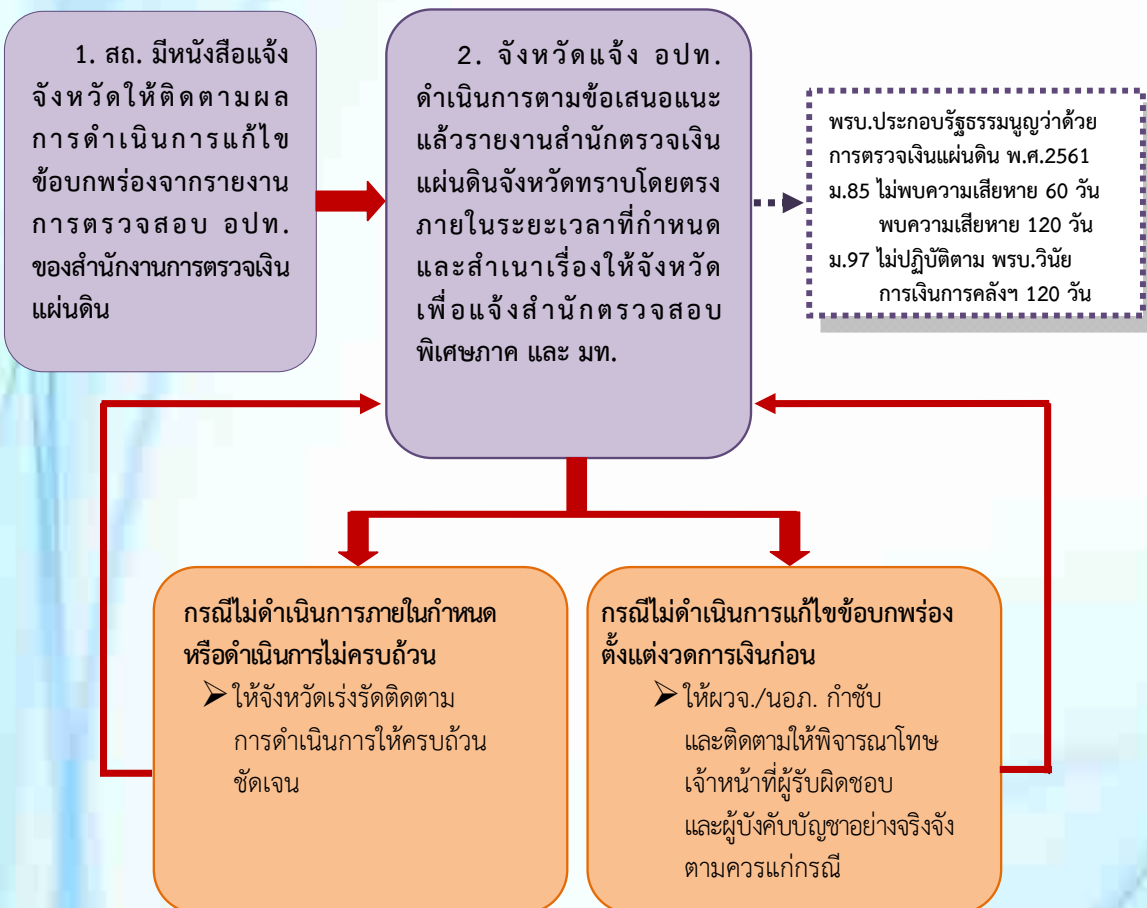 1. สถ. มีหนังสือแจ้ง
จังหวัดให้ติดตามผล
การดำเนินการแก้ไข
ข้อบกพร่องจากรายงาน
การตรวจสอบ อปท.
ของสำนักงานการตรวจเงิน
แผ่นดิน
2. จังหวัดแจ้ง อปท.
ดำเนินการตามข้อเสนอแนะ
แล้วรายงานสำนักตรวจเงิน
แผ่นดินจังหวัดทราบโดยตรง
ภายในระยะเวลาที่กำหนด
และสำเนาเรื่องให้จังหวัด
เพื่อแจ้งสำนักตรวจสอบ
พิเศษภาค และ มท.
พรบ.ประกอบรัฐธรรมนูญว่าด้วย
การตรวจเงินแผ่นดิน พ.ศ.2561
ม.85 ไม่พบความเสียหาย 60 วัน
พบความเสียหาย 120 วัน
ม.97 ไม่ปฏิบัติตาม พรบ.วินัย
การเงินการคลังฯ 120 วัน
กรณีไม่ดำเนินการภายในกำหนด
หรือดำเนินการไม่ครบถ้วน
➢ ให้จังหวัดเร่งรัดติดตาม
การดำเนินการให้ครบถ้วน
ชัดเจน
กรณีไม่ดำเนินการแก้ไขข้อบกพร่อง
ตั้งแต่งวดการเงินก่อน
➢ ให้ผวจ./นอภ. กำชับ
และติดตามให้พิจารณาโทษ
เจ้าหน้าที่ผู้รับผิดชอบ
และผู้บังคับบัญชาอย่างจริงจัง
ตามควรแก่กรณี